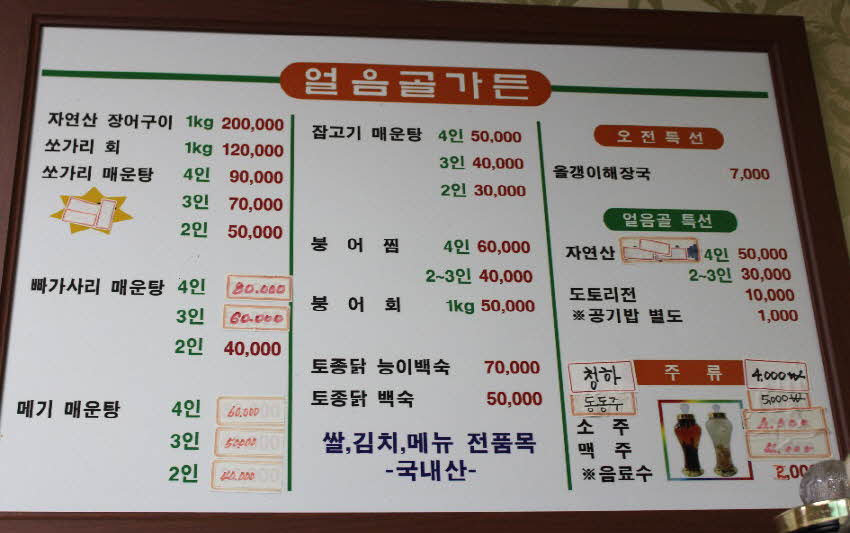 얼음골가든
자연산 장어구이 1kg 200,000
쏘가리 회 1kg 120,000
쏘가리 매운탕 4인 90,000
3인 70,000
2인 50,000
빠가사리 매운탕 4인 80.000
3인 60.000
2인 40,000
메기 매운탕 4인 60,000
3인 50000
2인
잡고기 매운탕 4인 50,000
3인 40,000
2인 30,000
붕 어 찜 4인 60,000
2~3인 40,000
붕 어 회 1kg 50,000
토종닭 능이백숙 70,000
토종닭 백숙 50,000
쌀,김치,메뉴 전품목
-국내산-
오전특선
올갱이해장국 7,000
얼음골 특선
자연산 4인 50,000
2~3인 30,000
도토리전 10,000
※공기밥 별도 1,000
주 류
청하 4.000
동동주 5,000
소 주
맥 주
※음료수 2,00